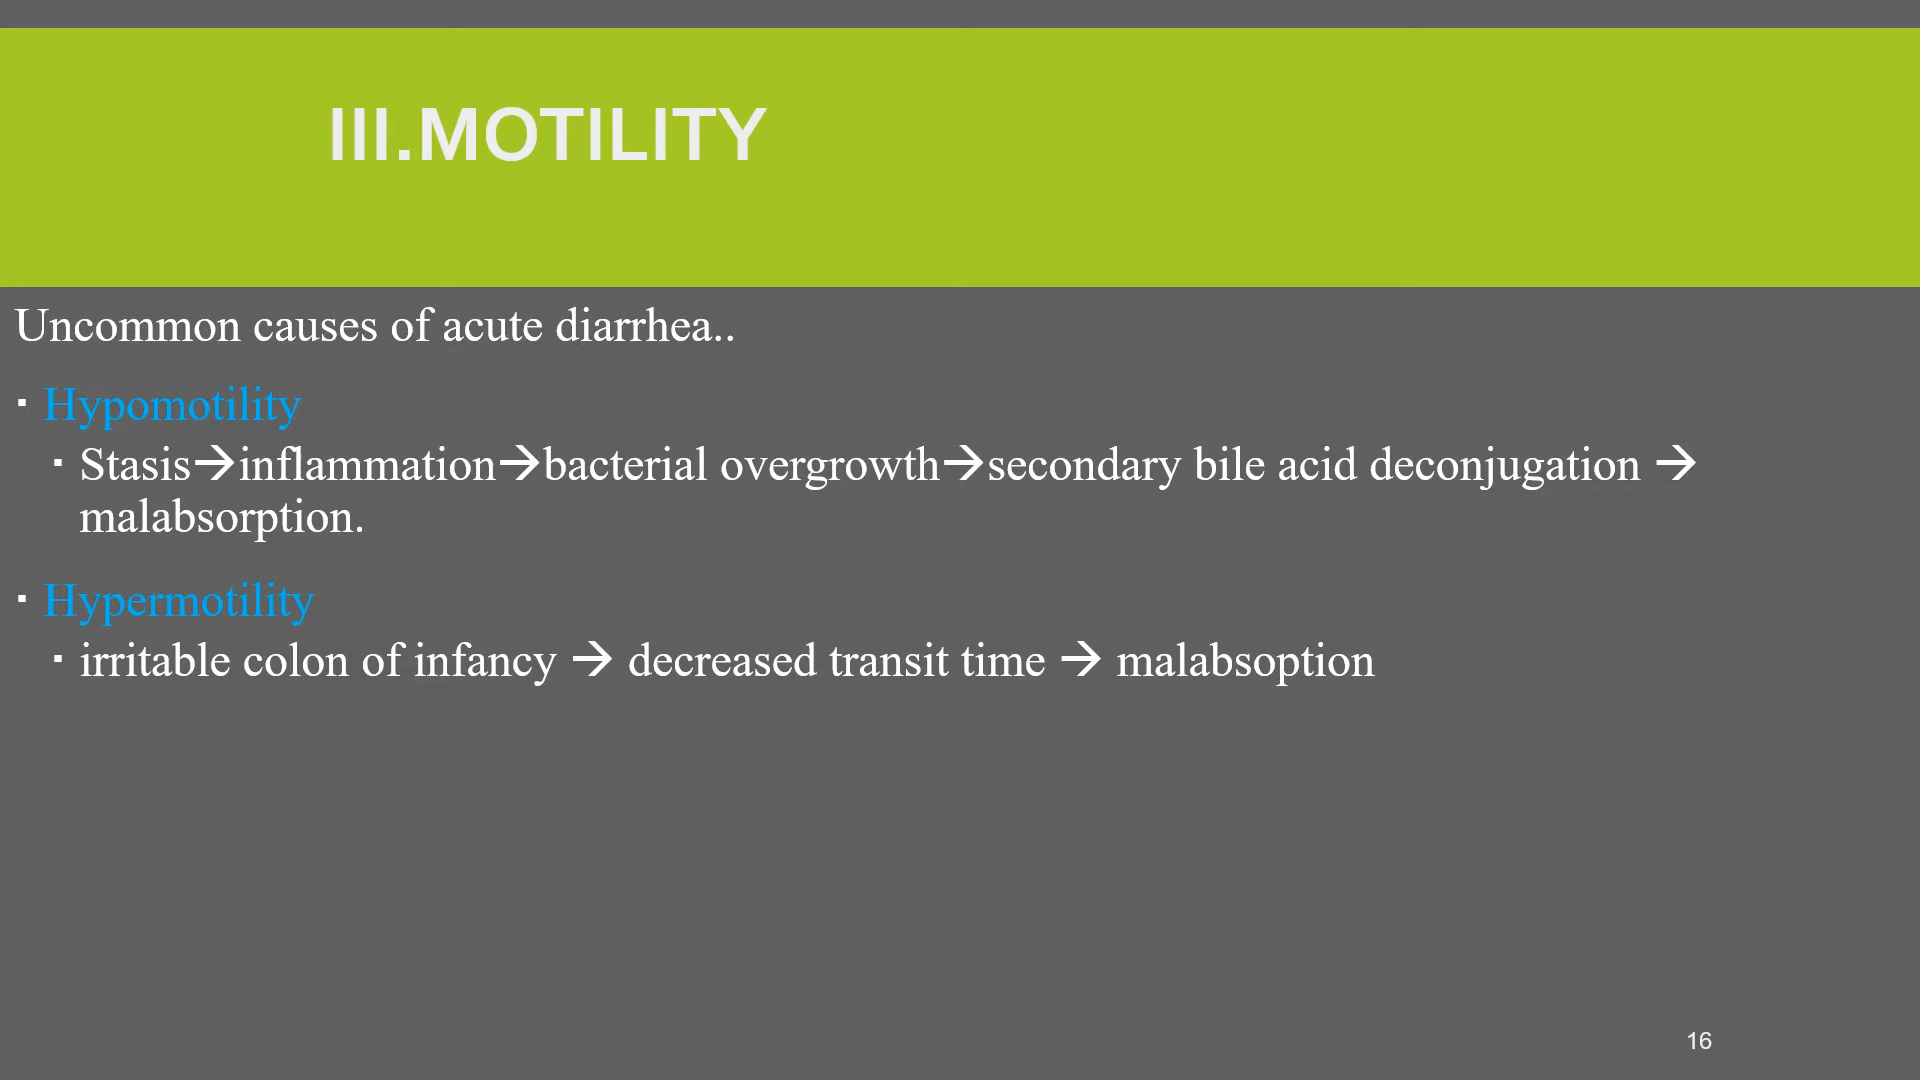 III.MOTILITY
Uncommon causes of acute diarrhea..
▪ Hypomotility
▪ Stasis→inflammation→bacterial overgrowth→secondary bile acid deconjugation →
malabsorption.
▪ Hypermotility
▪ irritable colon of infancy → decreased transit time → malabsoption
16